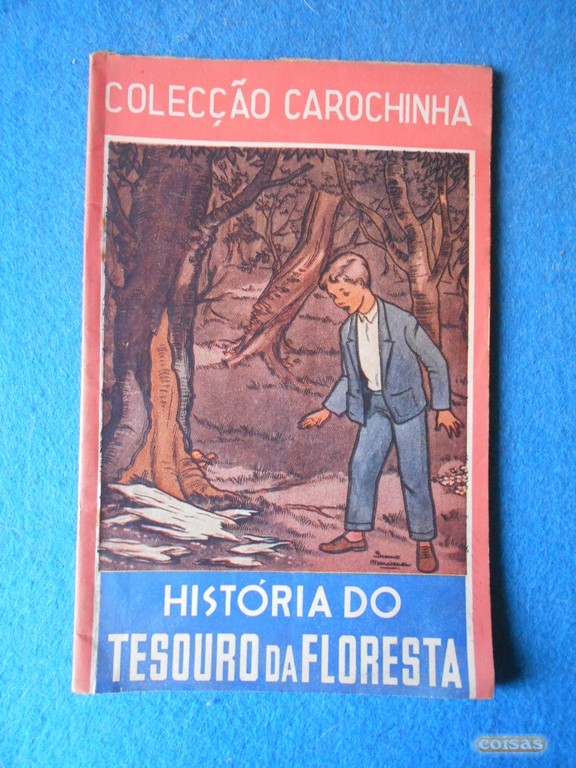 COLECÇÃO CAROCHINHA
HISTÓRIA DO
TESOURO DA FLORESTA
coisas